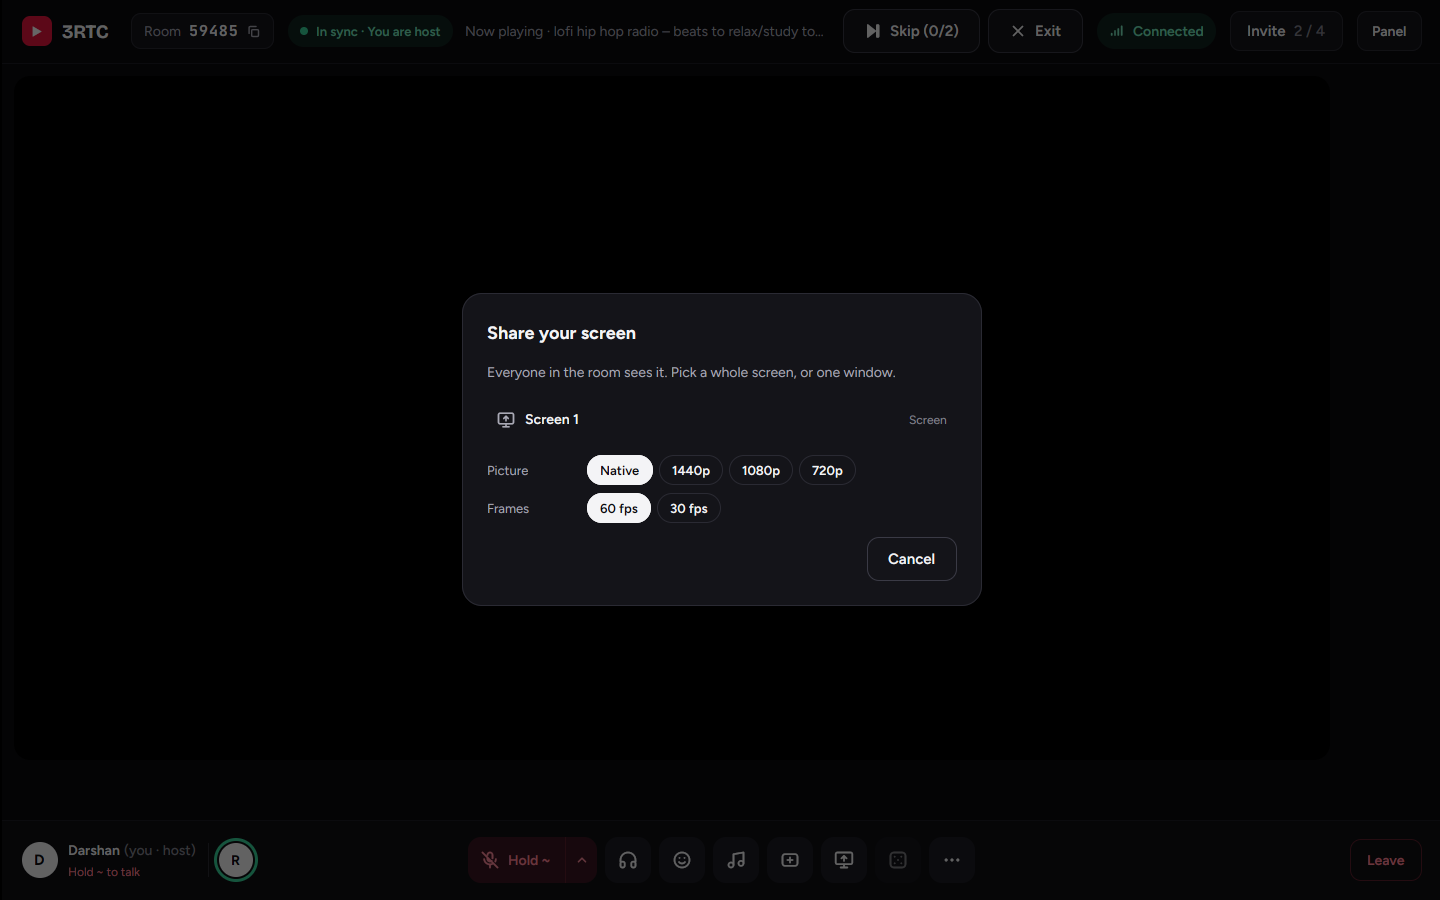 3RTC
Room 59485
In sync · You are host
Now playing · lofi hip hop radio – beats to relax/study to...
Skip (0/2)
Exit
Connected
Invite 2 / 4
Panel
Share your screen
Everyone in the room sees it. Pick a whole screen, or one window.
Screen 1
Screen
Picture
Native
1440p
1080p
720p
Frames
60 fps
30 fps
Cancel
D
Darshan (you · host)
Hold ~ to talk
R
Hold ~
Leave